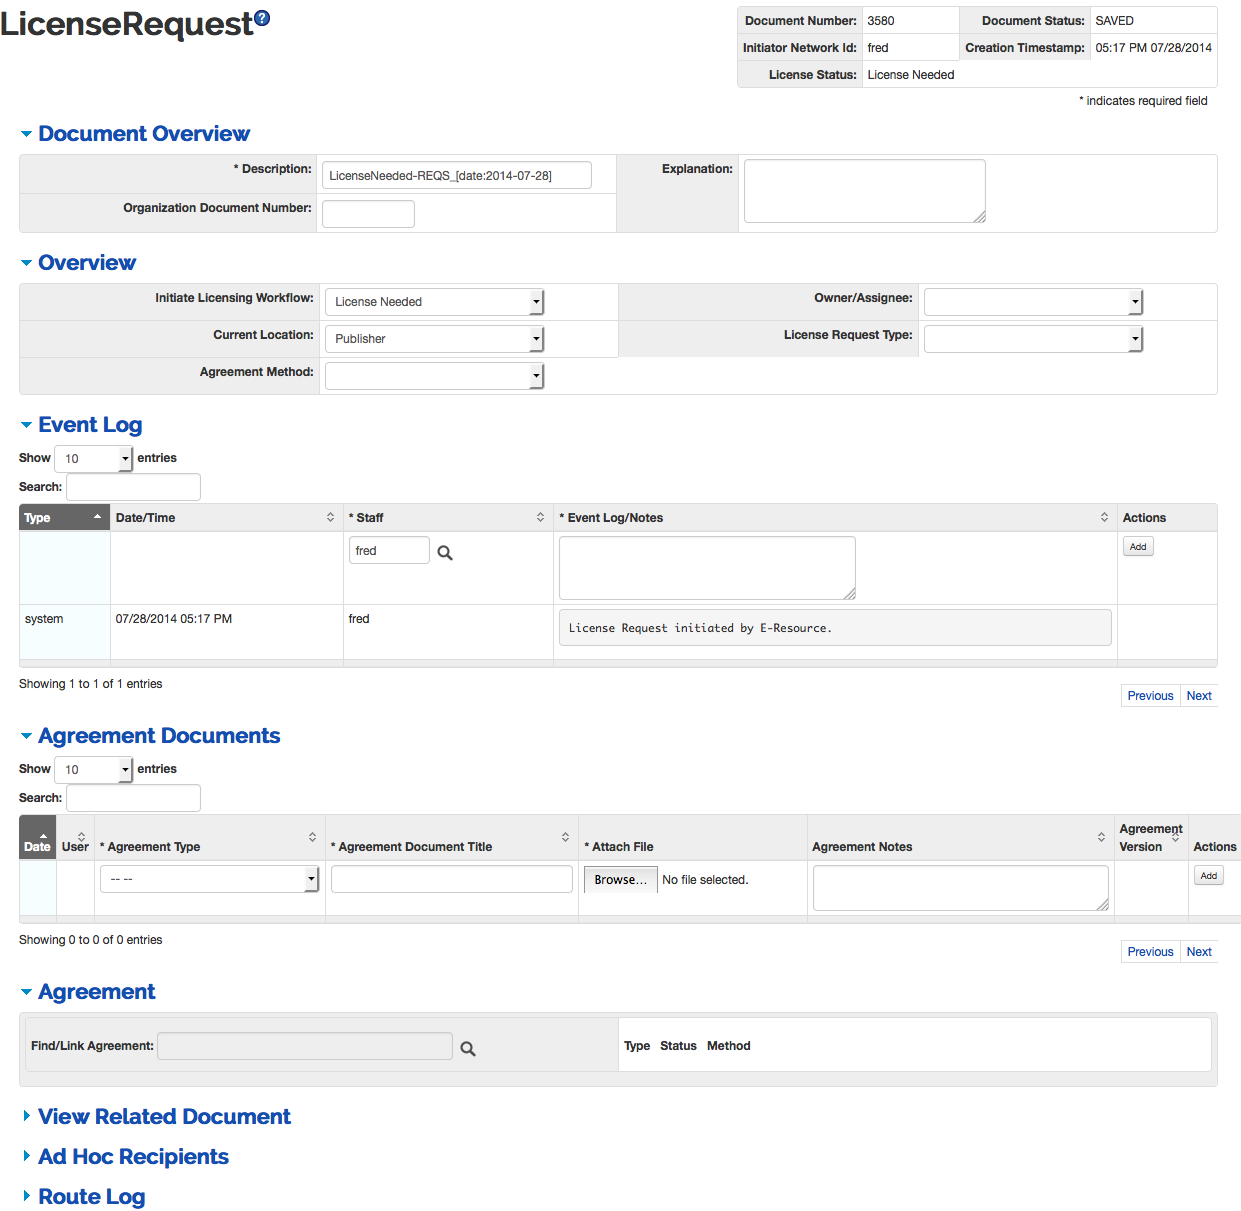 LicenseRequest?
Document Number: 3580 Document Status: SAVED
Initiator Network Id: fred Creation Timestamp: 05:17 PM 07/28/2014
License Status: License Needed
* indicates required field
Document Overview
* Description: LicenseNeeded-REQS_[date:2014-07-28] Explanation:
Organization Document Number:
Overview
Initiate Licensing Workflow: License Needed Owner/Assignee:
Current Location: Publisher License Request Type:
Agreement Method:
Event Log
Show 10 entries
Search:
Type Date/Time * Staff * Event Log/Notes Actions
fred Add
system 07/28/2014 05:17 PM fred License Request initiated by E-Resource.
Showing 1 to 1 of 1 entries
Previous Next
Agreement Documents
Show 10 entries
Search:
Date User * Agreement Type * Agreement Document Title * Attach File Agreement Notes Agreement Version Actions
-- -- Browse... No file selected. Add
Showing 0 to 0 of 0 entries
Previous Next
Agreement
Find/Link Agreement: Type Status Method
View Related Document
Ad Hoc Recipients
Route Log